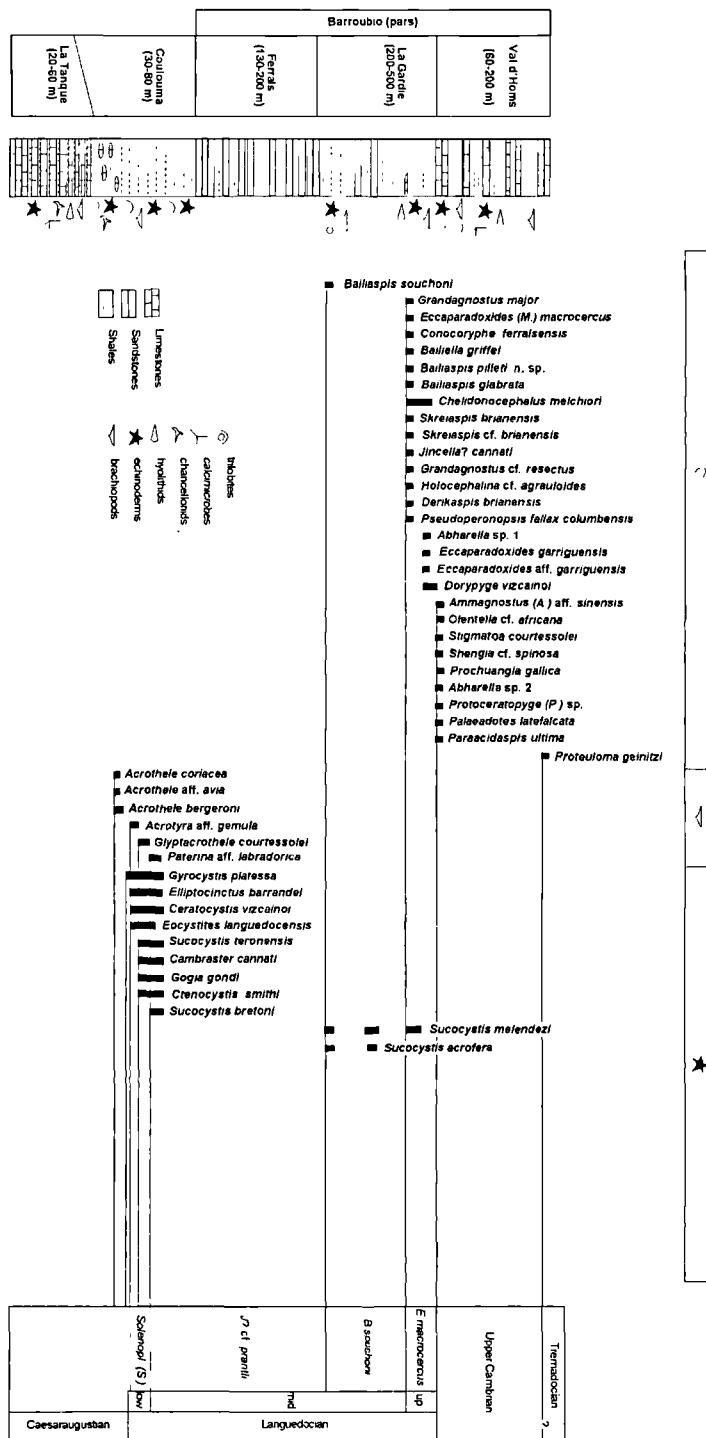 Barroubio (pars)
La Tanque
(20-60 m)
Coulouma
(30-80 m)
Ferrals
(130-200 m)
La Gardie
(200-500 m)
Val d'Homs
(60-200 m)
Bailiaspis souchoni
Grandagnostus major
Eccaparadoxides (M.) macrocercus
Conocoryphe ferralsensis
Bailiella griffei
Bailiaspis pilleti n. sp.
Bailiaspis glabrata
Chelidonocephalus melchiori
Skreiaspis brianensis
Skreiaspis cf. brianensis
Jincella? cannati
Grandagnostus cf. resectus
Holocephalina cf. agrauloides
Derikaspis brianensis
Pseudoperonopsis fallax columbensis
Abharella sp. 1
Eccaparadoxides garriguensis
Eccaparadoxides aff. garriguensis
Dorypyge vizcainoi
Ammagnostus (A ) aff. sinensis
Olentella cf. africana
Stigmatoa courtessolei
Shengia cf. spinosa
Prochuangia gallica
Abharella sp. 2
Protoceratopyge (P ) sp.
Palaeadotes latefalcata
Paraacidaspis ultima
Proteuloma geinitzi
Limestones
Sandstones
Shales
trilobites
calcimicrobes
chancelloriids
hyoliths
echinoderms
brachiopods
Acrothele coriacea
Acrothele aff. avia
Acrothele bergeroni
Acrotyra aff. gemula
Glyptacrothele courtessolei
Paterina aff. labradorica
Gyrocystis platessa
Elliptocinctus barrandei
Ceratocystis vizcainoi
Eocystites languedocensis
Sucocystis teronensis
Cambraster cannati
Gogia gondi
Ctenocystis smithi
Sucocystis bretoni
Sucocystis melendezi
Sucocystis acrofera
Solenopl (S )
J? cf prantli
B souchoni
E macrocercus
Upper Cambrian
Tremadocian
?
low
mid
up
Caesaraugustian
Languedocian